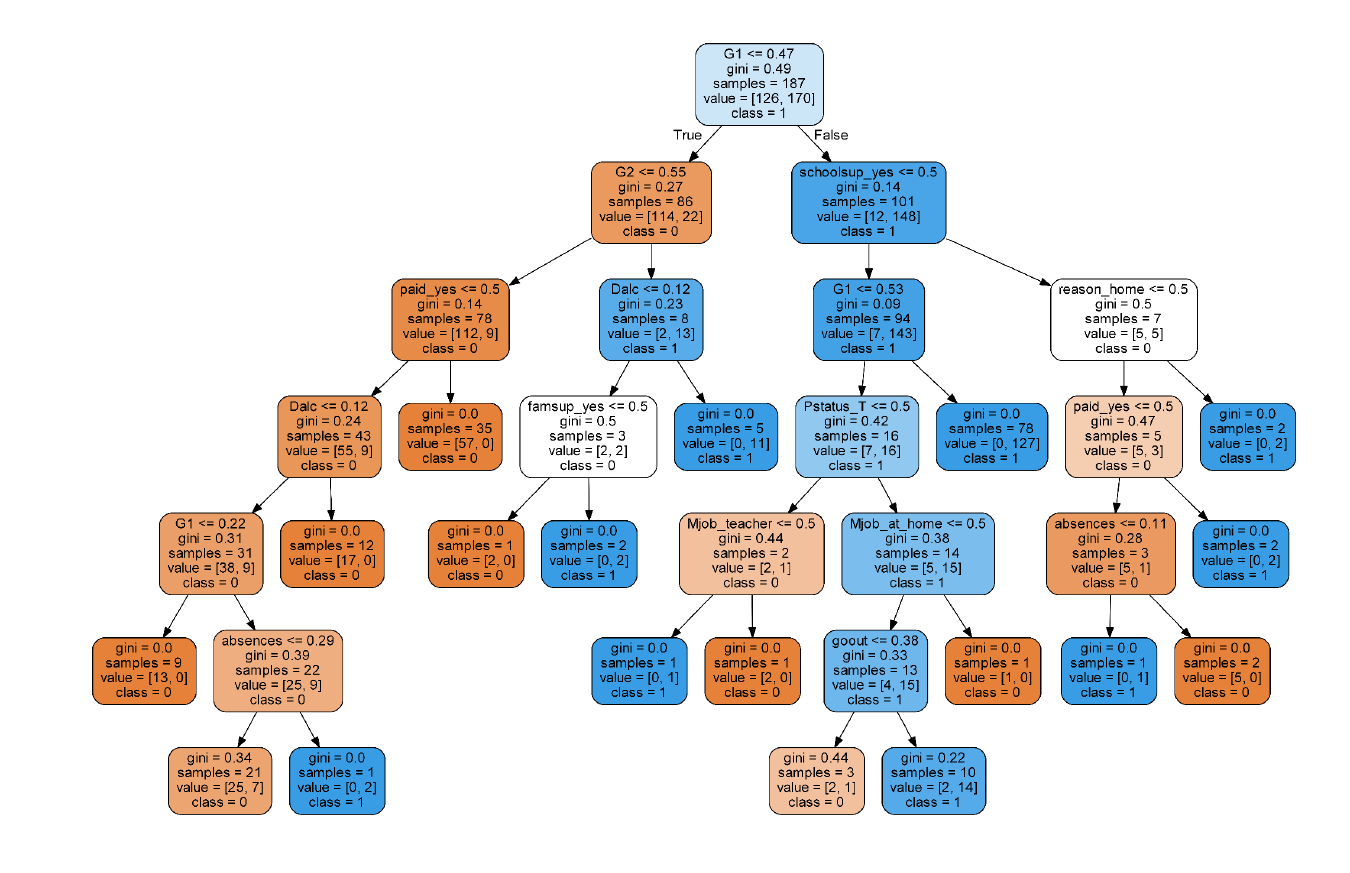 G1 <= 0.47
gini = 0.49
samples = 187
value = [126, 170]
class = 1
True
False
G2 <= 0.55
gini = 0.27
samples = 86
value = [114, 22]
class = 0
schoolsup_yes <= 0.5
gini = 0.14
samples = 101
value = [12, 148]
class = 1
paid_yes <= 0.5
gini = 0.14
samples = 78
value = [112, 9]
class = 0
Dalc <= 0.12
gini = 0.23
samples = 8
value = [2, 13]
class = 1
G1 <= 0.53
gini = 0.09
samples = 94
value = [7, 143]
class = 1
reason_home <= 0.5
gini = 0.5
samples = 7
value = [5, 5]
class = 0
Dalc <= 0.12
gini = 0.24
samples = 43
value = [55, 9]
class = 0
gini = 0.0
samples = 35
value = [57, 0]
class = 0
famsup_yes <= 0.5
gini = 0.5
samples = 3
value = [2, 2]
class = 0
gini = 0.0
samples = 5
value = [0, 11]
class = 1
Pstatus_T <= 0.5
gini = 0.42
samples = 16
value = [7, 16]
class = 1
gini = 0.0
samples = 78
value = [0, 127]
class = 1
paid_yes <= 0.5
gini = 0.47
samples = 5
value = [5, 3]
class = 0
gini = 0.0
samples = 2
value = [0, 2]
class = 1
G1 <= 0.22
gini = 0.31
samples = 31
value = [38, 9]
class = 0
gini = 0.0
samples = 12
value = [17, 0]
class = 0
gini = 0.0
samples = 1
value = [2, 0]
class = 0
gini = 0.0
samples = 2
value = [0, 2]
class = 1
Mjob_teacher <= 0.5
gini = 0.44
samples = 2
value = [2, 1]
class = 0
Mjob_at_home <= 0.5
gini = 0.38
samples = 14
value = [5, 15]
class = 1
absences <= 0.11
gini = 0.28
samples = 3
value = [5, 1]
class = 0
gini = 0.0
samples = 2
value = [0, 2]
class = 1
gini = 0.0
samples = 9
value = [13, 0]
class = 0
absences <= 0.29
gini = 0.39
samples = 22
value = [25, 9]
class = 0
gini = 0.0
samples = 1
value = [0, 1]
class = 1
gini = 0.0
samples = 1
value = [2, 0]
class = 0
goout <= 0.38
gini = 0.33
samples = 13
value = [4, 15]
class = 1
gini = 0.0
samples = 1
value = [1, 0]
class = 0
gini = 0.0
samples = 1
value = [0, 1]
class = 1
gini = 0.0
samples = 2
value = [5, 0]
class = 0
gini = 0.34
samples = 21
value = [25, 7]
class = 0
gini = 0.0
samples = 1
value = [0, 2]
class = 1
gini = 0.44
samples = 3
value = [2, 1]
class = 0
gini = 0.22
samples = 10
value = [2, 14]
class = 1